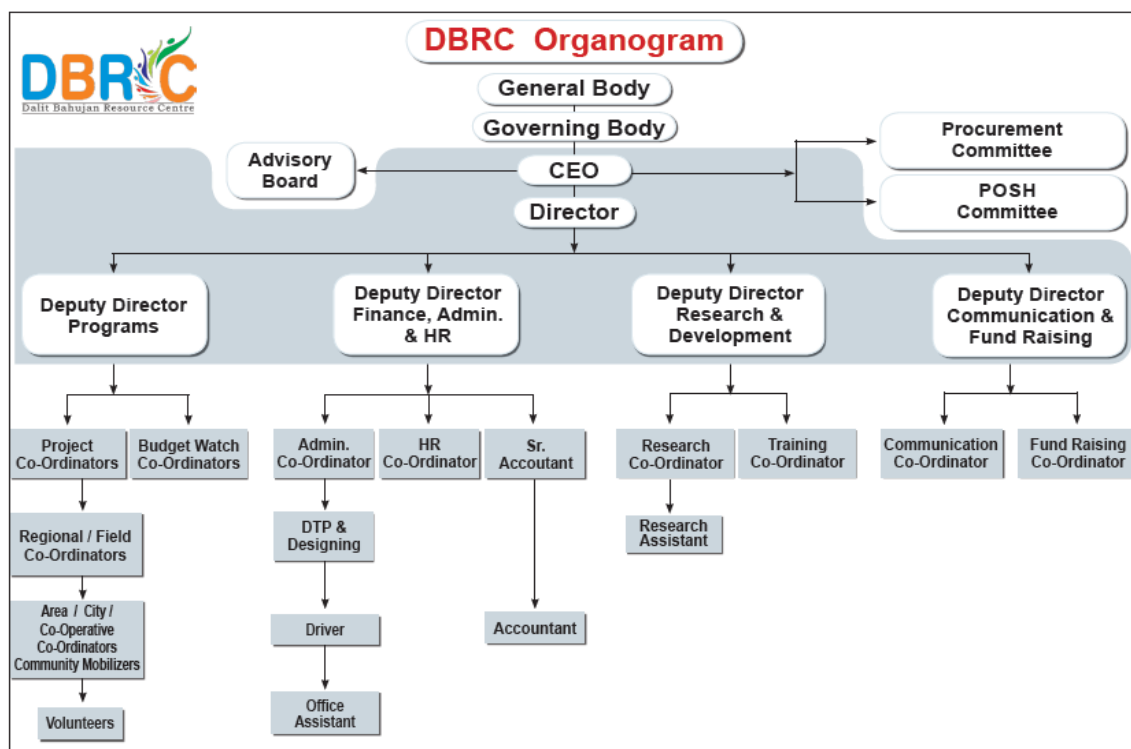 DBRC
Dalit Bahujan Resource Centre
DBRC Organogram
General Body
Governing Body
Advisory
Board
CEO
Director
Procurement
Committee
POSH
Committee
Deputy Director
Programs
Deputy Director
Finance, Admin.
& HR
Deputy Director
Research &
Development
Deputy Director
Communication &
Fund Raising
Project
Co-Ordinators
Budget Watch
Co-Ordinators
Admin.
Co-Ordinator
HR
Co-Ordinator
Sr.
Accoutant
Research
Co-Ordinator
Training
Co-Ordinator
Communication
Co-Ordinator
Fund Raising
Co-Ordinator
Regional / Field
Co-Ordinators
DTP &
Designing
Research
Assistant
Area / City /
Co-Operative
Co-Ordinators
Community Mobilizers
Driver
Accountant
Volunteers
Office
Assistant